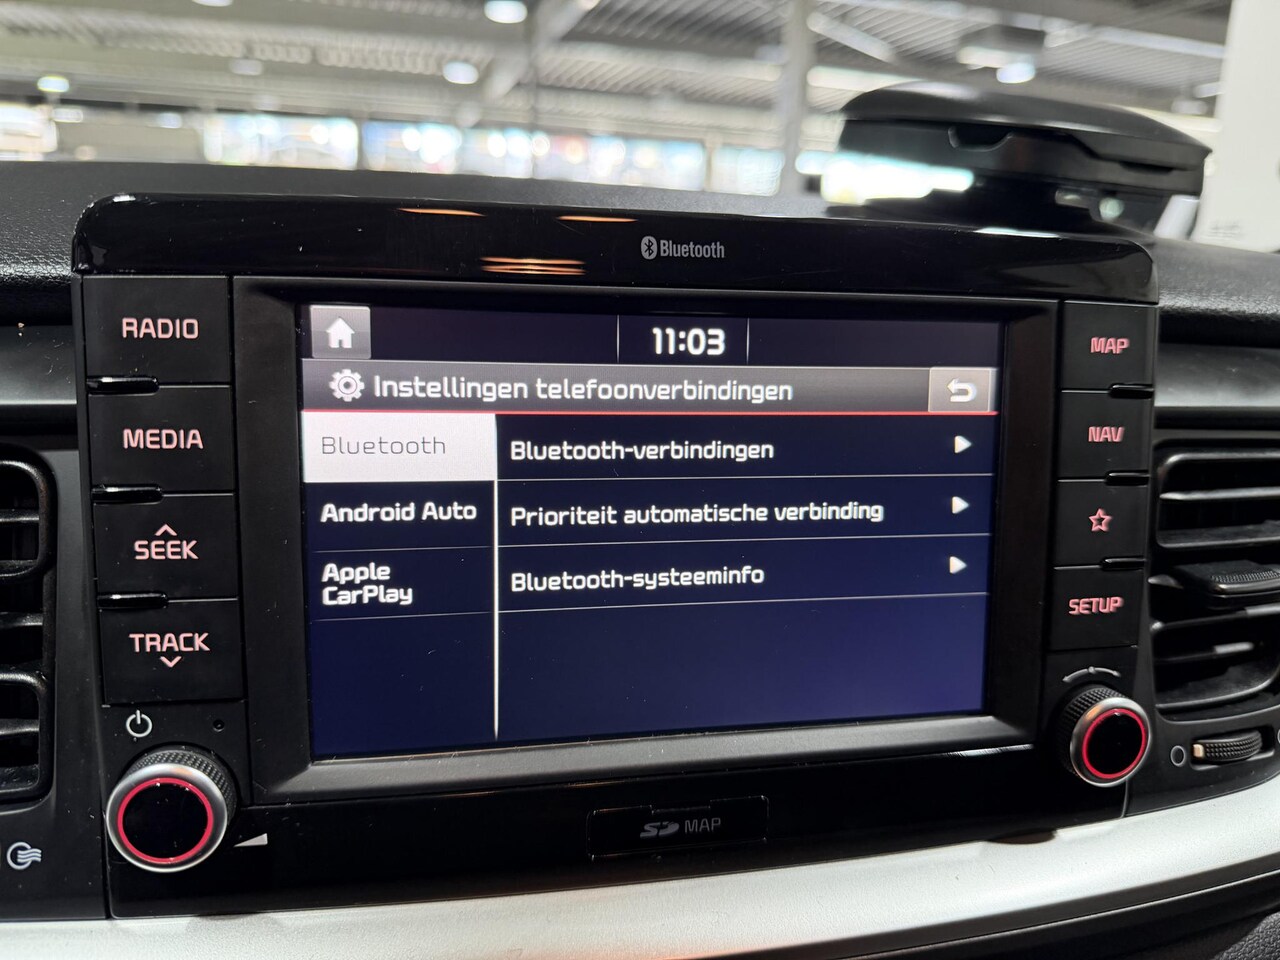 Bluetooth
RADIO
MEDIA
SEEK
TRACK
11:03
Instellingen telefoonverbindingen
Bluetooth
Android Auto
Apple
CarPlay
Bluetooth-verbindingen
Prioriteit automatische verbinding
Bluetooth-systeeminfo
MAP
NAV
SETUP
SD MAP